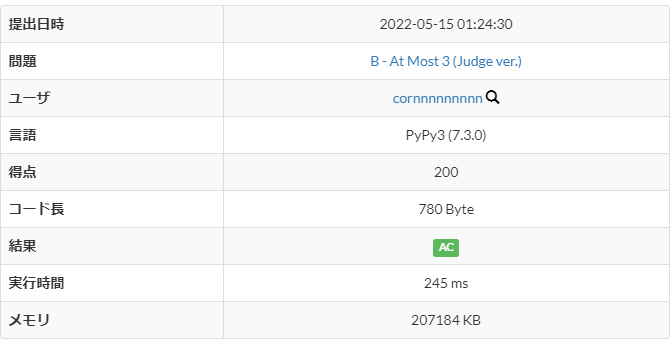 提出日時 2022-05-15 01:24:30
問題 B - At Most 3 (Judge ver.)
ユーザ cornnnnnnnnn
言語 PyPy3 (7.3.0)
得点 200
コード長 780 Byte
結果 AC
実行時間 245 ms
メモリ 207184 KB